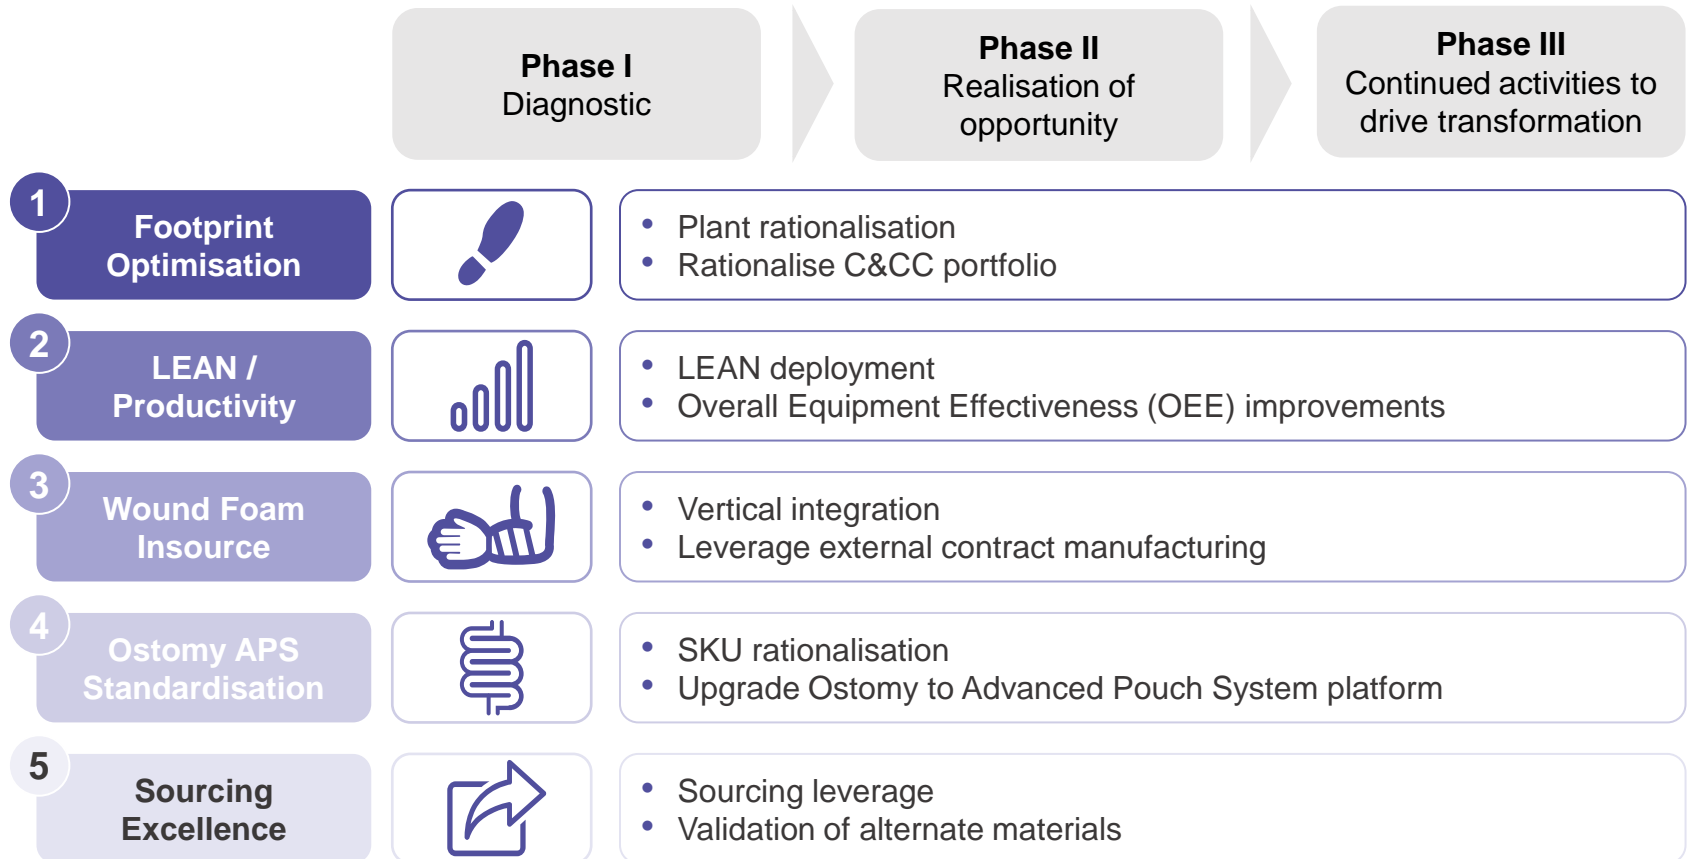 Phase I
Diagnostic
Phase II
Realisation of
opportunity
Phase III
Continued activities to
drive transformation
1
Footprint
Optimisation
• Plant rationalisation
• Rationalise C&CC portfolio
2
LEAN /
Productivity
• LEAN deployment
• Overall Equipment Effectiveness (OEE) improvements
3
Wound Foam
Insource
• Vertical integration
• Leverage external contract manufacturing
4
Ostomy APS
Standardisation
• SKU rationalisation
• Upgrade Ostomy to Advanced Pouch System platform
5
Sourcing
Excellence
• Sourcing leverage
• Validation of alternate materials